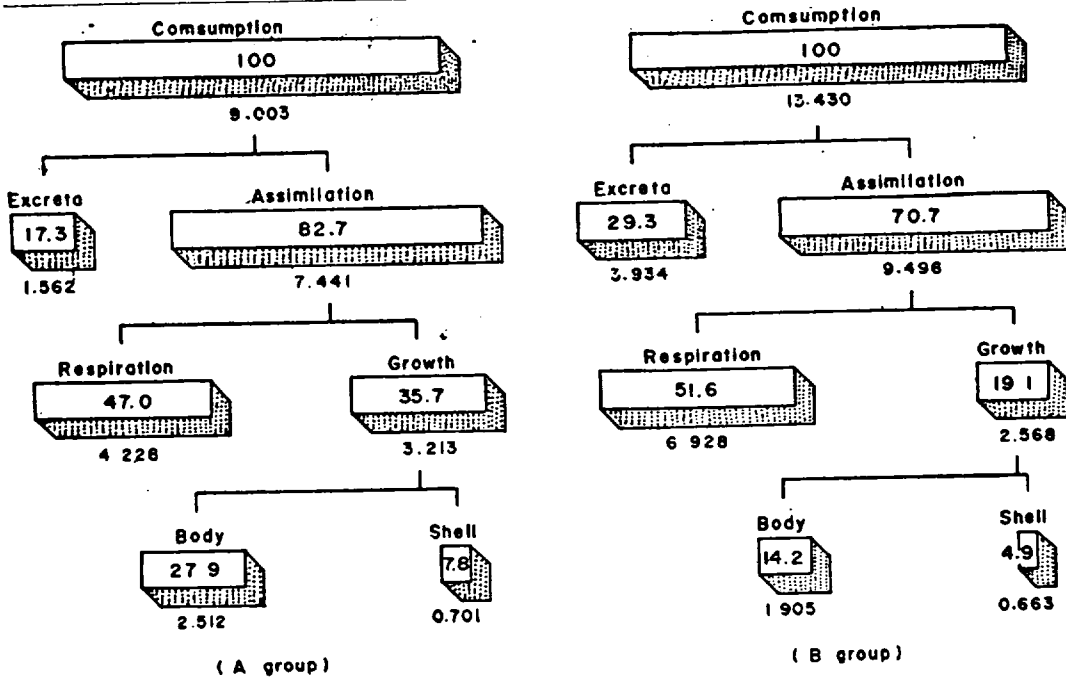 Comsumption
100
9.003
Excreta
17.3
1.562
Assimilation
82.7
7.441
Respiration
47.0
4 228
Growth
35.7
3.213
Body
27 9
2.512
Shell
7.8
0.701
(A group)
Comsumption
100
13.430
Excreta
29.3
3.934
Assimilation
70.7
9.496
Respiration
51.6
6 928
Growth
19 1
2.568
Body
14.2
1 905
Shell
4.9
0.663
(B group)